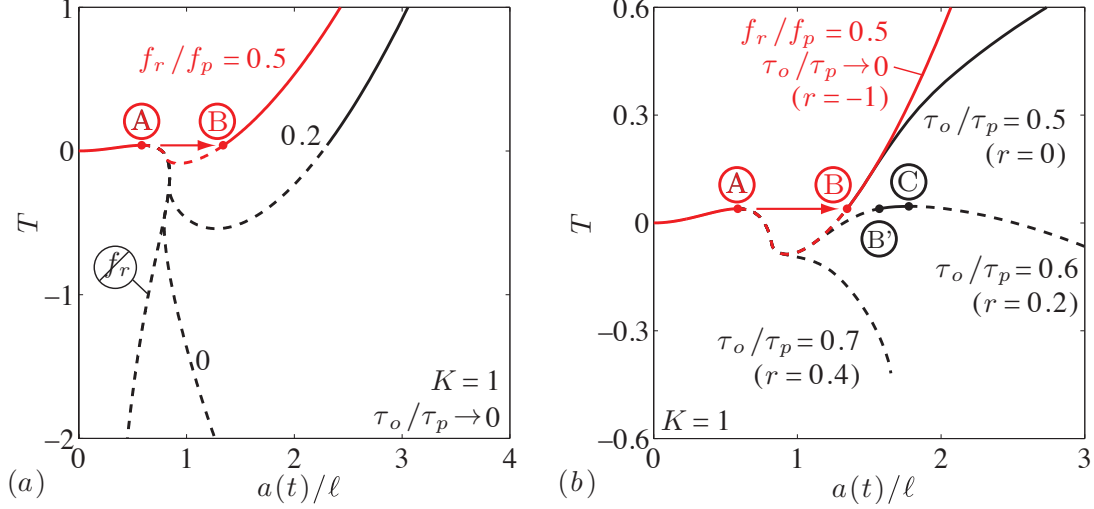 1
f_r/f_p = 0.5
A
B
0.2
0
T
f_r
−1
0
K = 1
τ_o/τ_p → 0
−2
0
1
2
3
4
(a)
a(t)/ℓ
0.6
f_r/f_p = 0.5
τ_o/τ_p → 0
(r = −1)
0.3
τ_o/τ_p = 0.5
(r = 0)
A
B
C
0
T
B'
τ_o/τ_p = 0.6
(r = 0.2)
−0.3
τ_o/τ_p = 0.7
(r = 0.4)
K = 1
−0.6
0
1
2
3
(b)
a(t)/ℓ